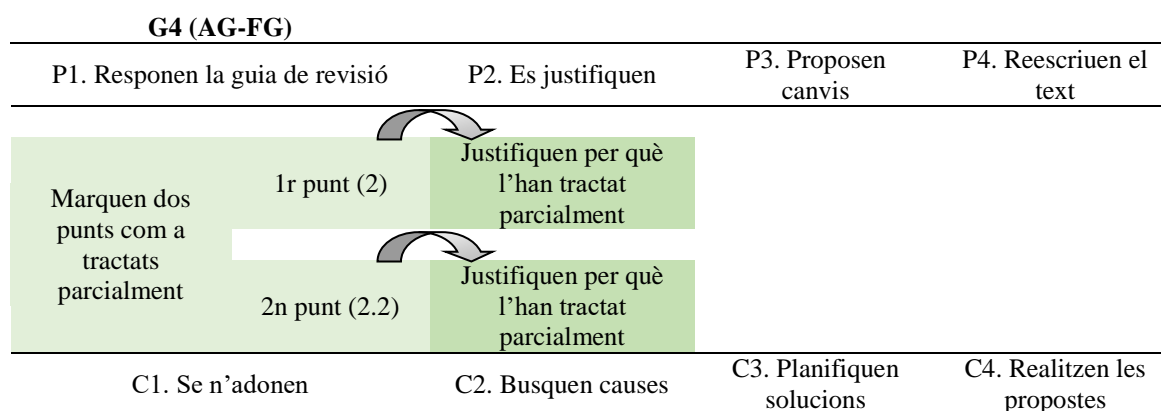 G4 (AG-FG)
P1. Responen la guia de revisió
P2. Es justifiquen
P3. Proposen
canvis
P4. Reescriuen el
text
Marquen dos
punts com a
tractats
parcialment
1r punt (2)
Justifiquen per què
l’han tractat
parcialment
2n punt (2.2)
Justifiquen per què
l’han tractat
parcialment
C1. Se n’adonen
C2. Busquen causes
C3. Planifiquen
solucions
C4. Realitzen les
propostes